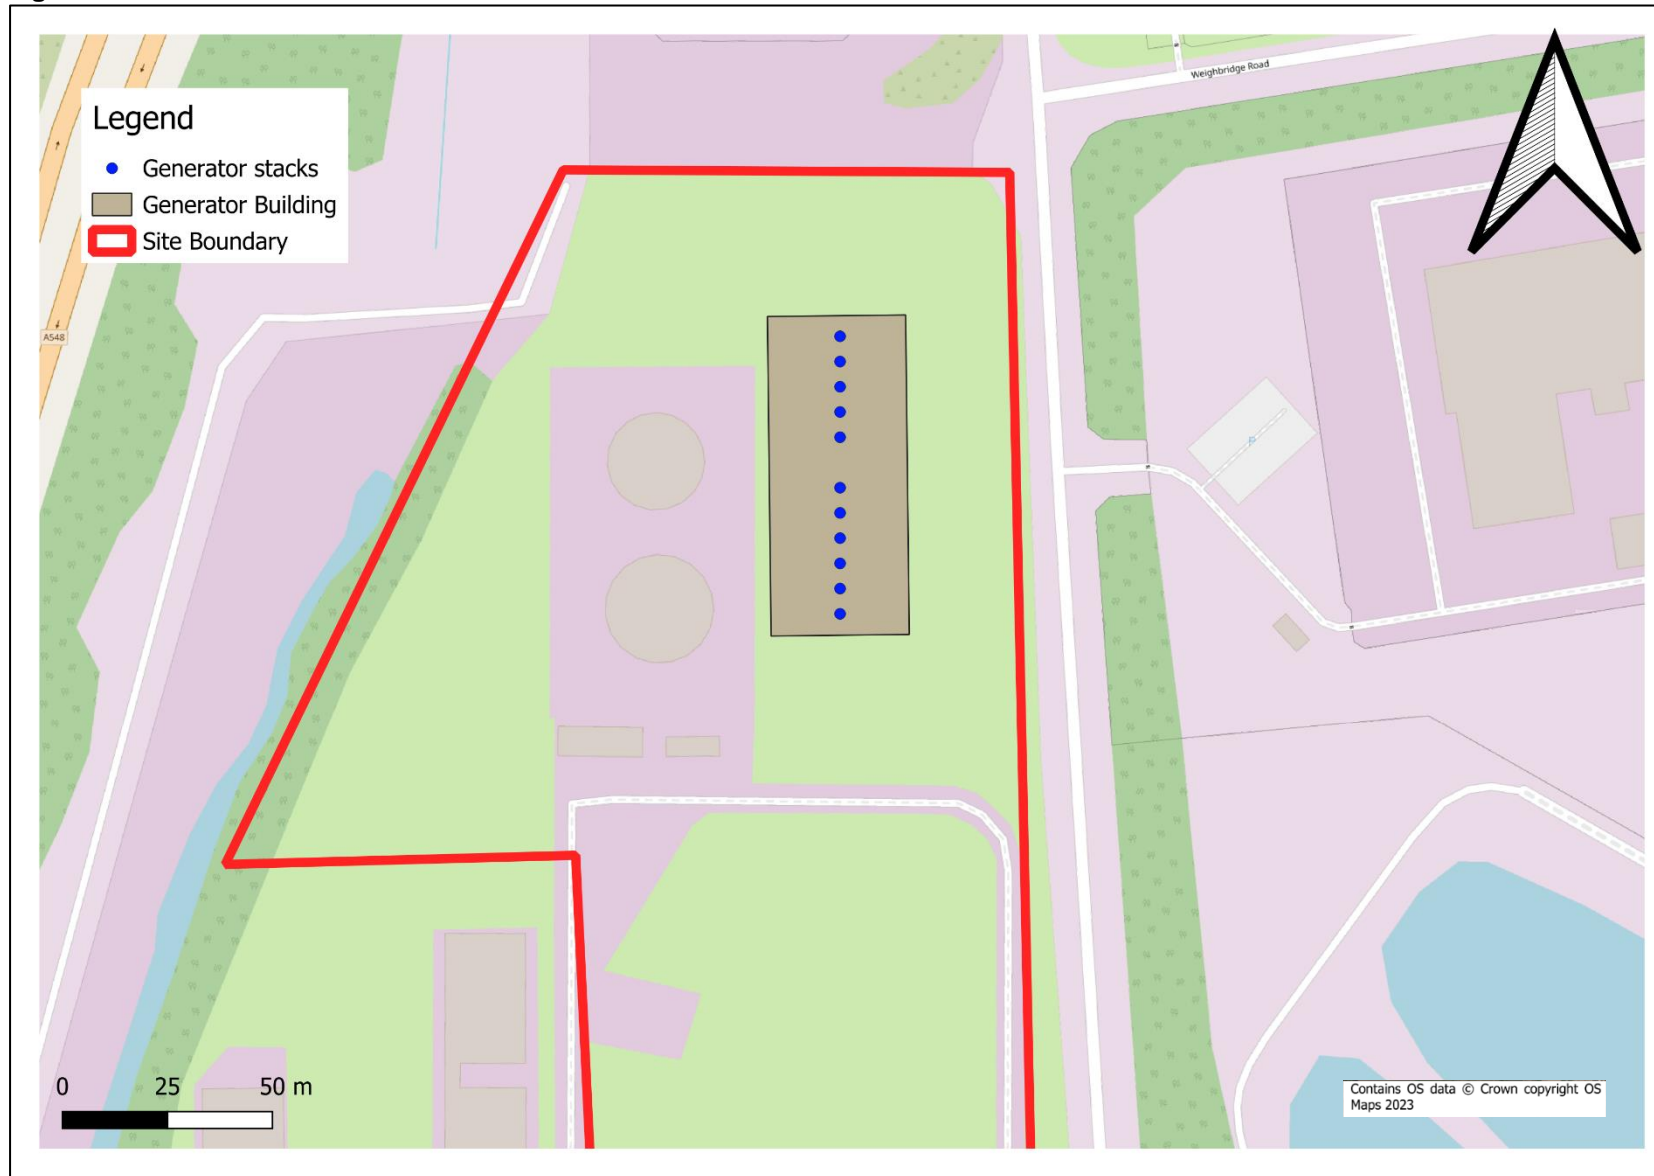 Weighbridge Road
Legend
Generator stacks
Generator Building
Site Boundary
A548
0 25 50 m
Contains OS data © Crown copyright OS
Maps 2023